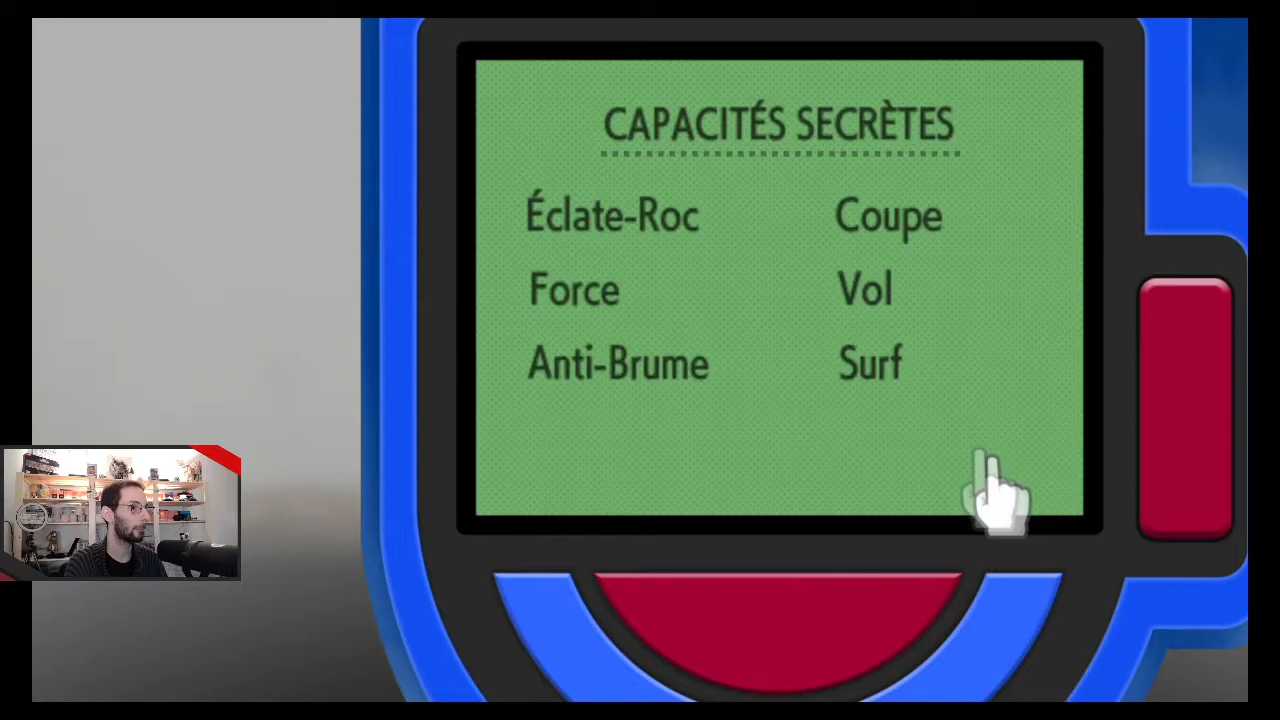 CAPACITÉS SECRÈTES
Éclate-Roc Coupe
Force Vol
Anti-Brume Surf